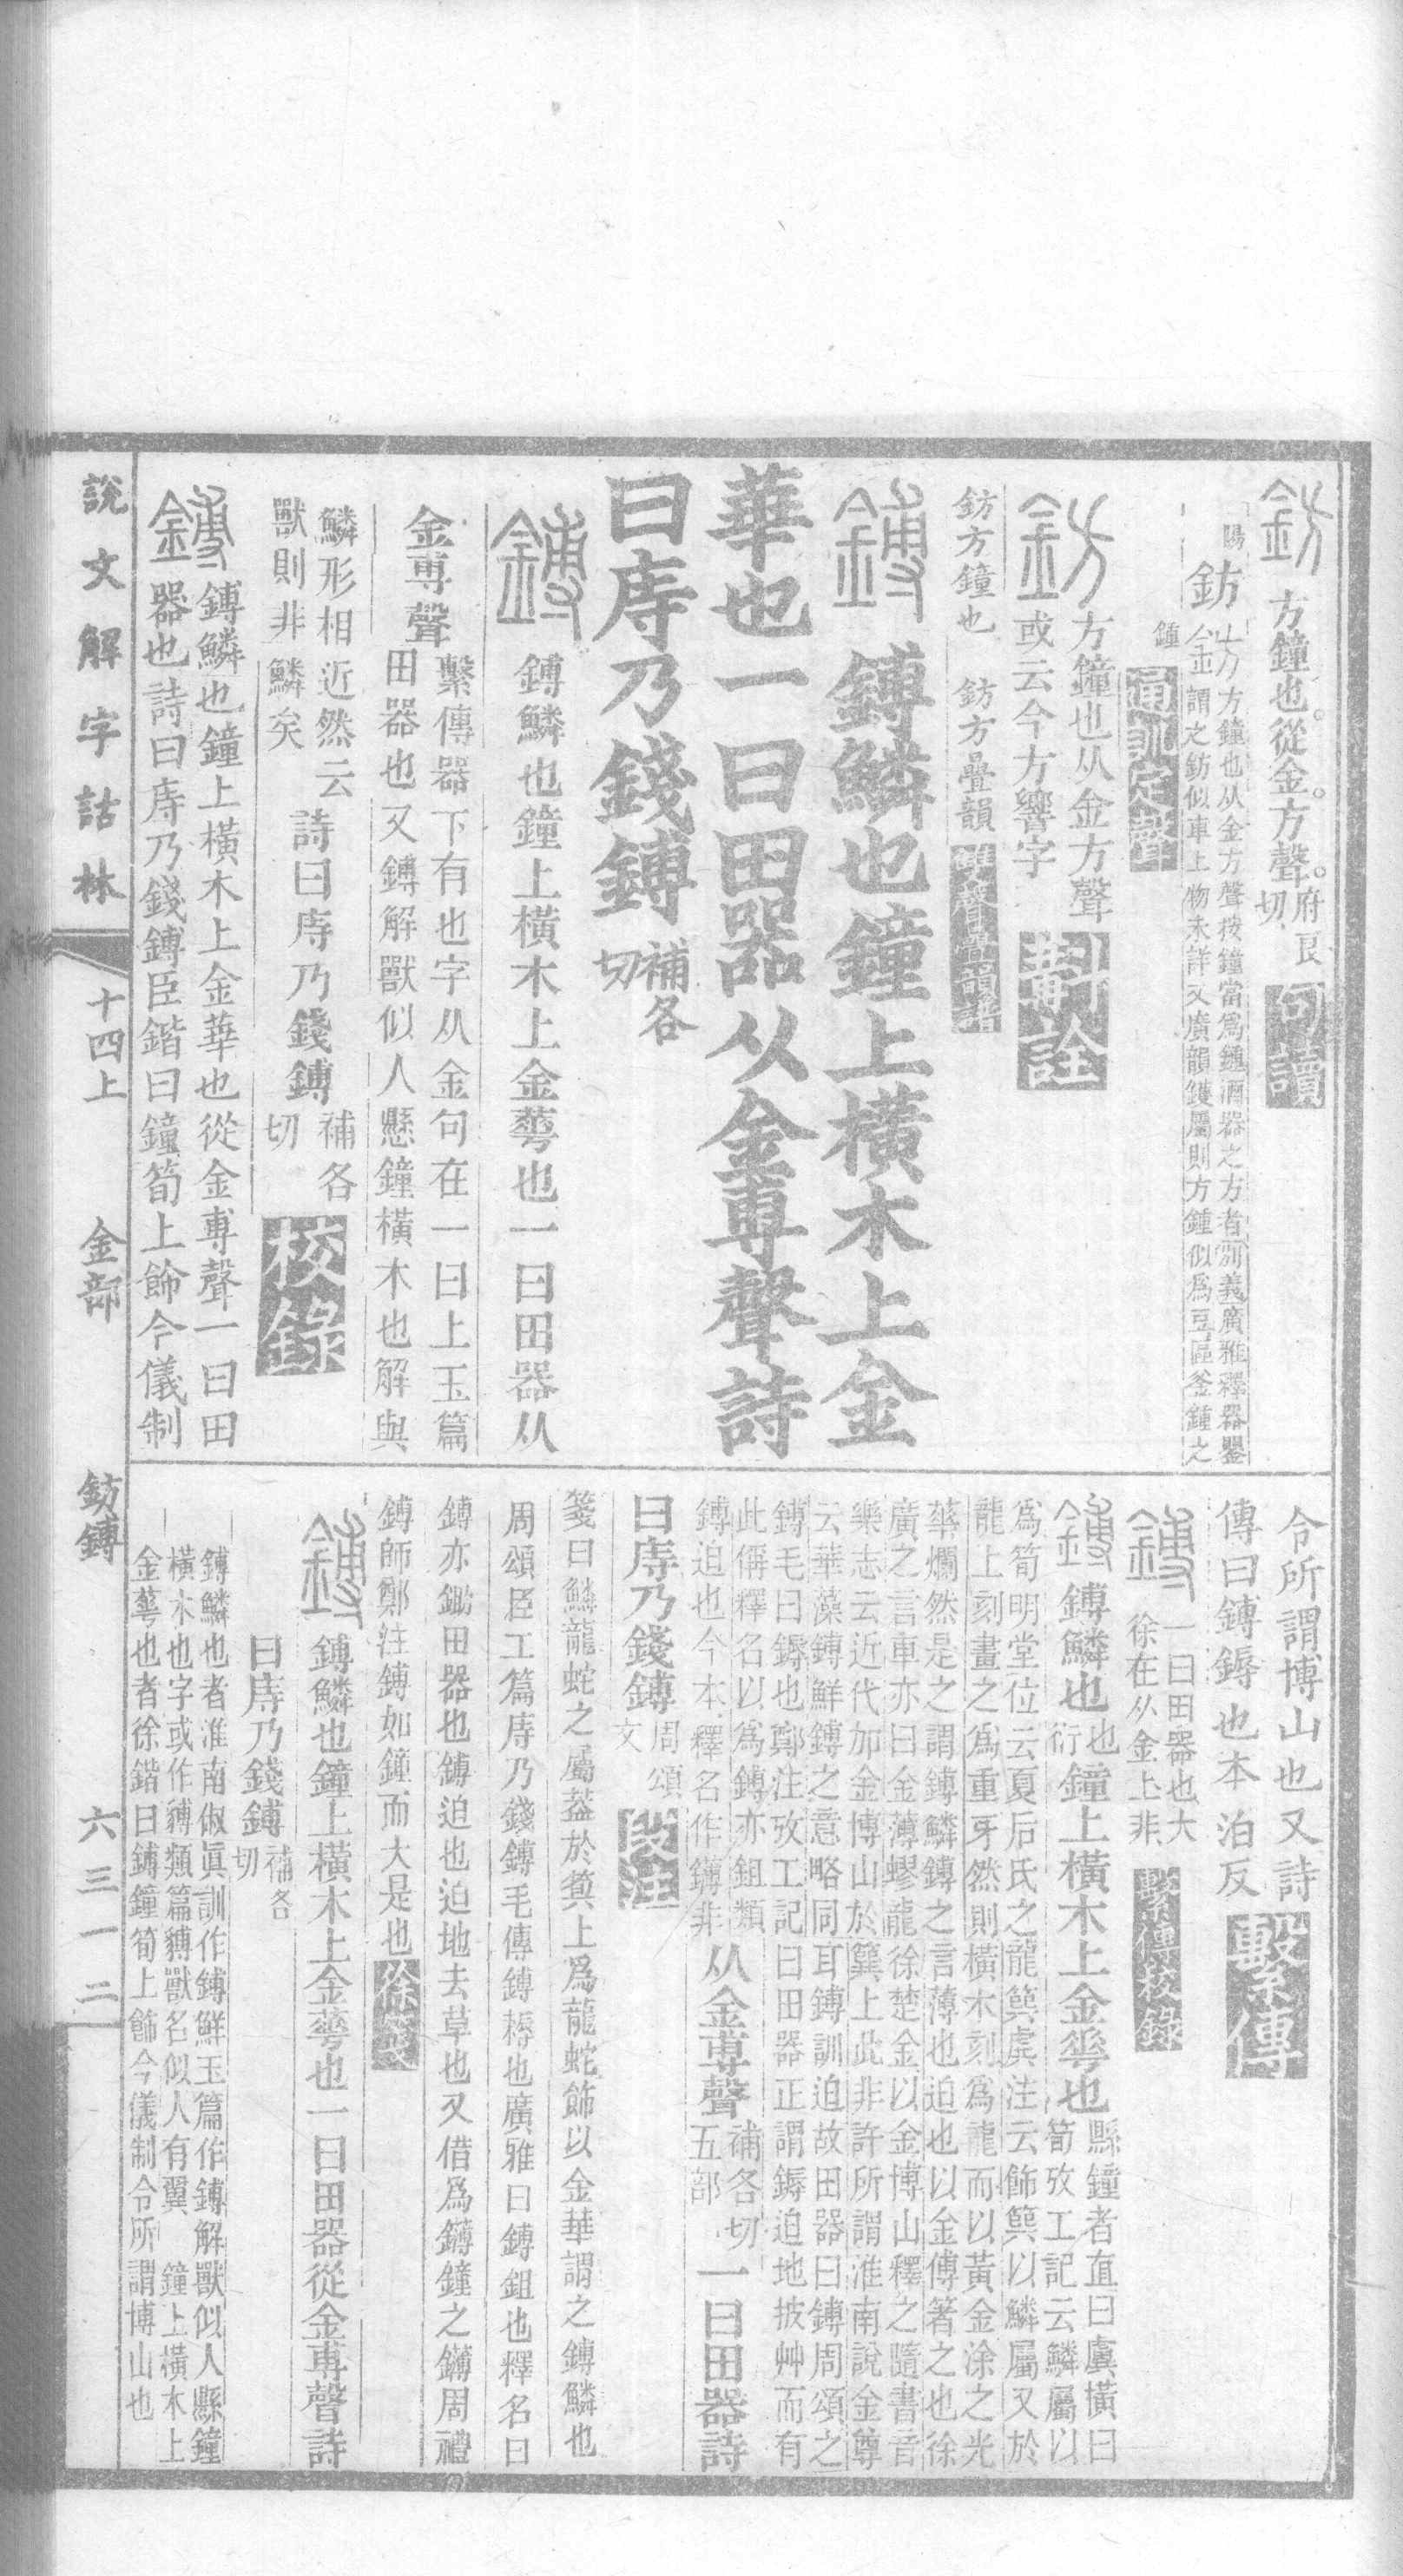 鈁 方鐘也。從金。方聲。府良切 句讀
陽 鈁
方鐘也从金方聲按鐘當爲鍾酒器之方者別義廣雅釋器鋞
謂之鈁似車上物未詳又廣韻鑊屬則方鍾似爲豆區釜鍾之
鍾 通訓定聲
鈁 方鐘也从金方聲
或云今方響字 斠詮
鈁方鐘也 鈁方疊韻 雙聲疊韻譜
鎛 鎛鱗也鐘上橫木上金
華也一曰田器从金尃聲詩
曰庤乃錢鎛 補各切
鎛 鎛鱗也鐘上橫木上金蕚也一曰田器从
金尃聲
繫傳器下有也字从金句在一曰上玉篇
田器也又鎛解獸似人懸鐘橫木也解與
鱗形相近然云
獸則非鱗矣
詩曰庤乃錢鎛 補各切 校錄
鎛 鎛鱗也鐘上橫木上金華也從金尃聲一曰田
器也詩曰庤乃錢鎛臣鍇曰鐘筍上飾今儀制
說文解字詁林 十四上 金部 鈁鎛 六三一二
令所謂博山也又詩
傳曰鎛鎒也本泊反 繫傳
鎛 一曰田器也大
徐在从金上非 繫傳校錄
鎛 鎛鱗也 也衍 鐘上橫木上金華也
縣鐘者直曰虡橫曰
筍攷工記云鱗屬以
爲筍明堂位云夏后氏之龍簨虡注云飾簨以鱗屬又於
龍上刻畫之爲重牙然則橫木刻爲龍而以黃金涂之光
華爛然是之謂鎛鱗鎛之言薄也迫也以金傅箸之也徐
廣之言車亦曰金薄繆龍徐楚金以金博山釋之隨書音
樂志云近代加金博山於簨上此非許所謂淮南說金尊
云華藻鎛鮮鎛之意略同耳鎛訓迫故田器曰鎛周頌之
鎛毛曰鎒也鄭注攷工記曰田器正謂鎒迫地披艸而有
此偁釋名以爲鎛亦鉏類
鎛迫也今本釋名作鑮非
从金尃聲 補各切五部 一曰田器詩
曰庤乃錢鎛 周頌文 段注
箋曰鱗龍蛇之屬葢於簨上爲龍蛇飾以金華謂之鎛鱗也
周頌臣工篇庤乃錢鎛毛傳鎛耨也廣雅曰鎛鉏也釋名曰
鎛亦鋤田器也鎛迫也迫地去草也又借爲鑮鐘之鑮周禮
鎛師鄭注鎛如鐘而大是也 徐箋
鎛 鎛鱗也鐘上橫木上金蕚也一曰田器從金尃聲詩
曰庤乃錢鎛 補各切
鎛鱗也者淮南俶眞訓作鎛鮮玉篇作鎛解獸似人縣鐘
橫木也字或作䪙類篇䪙獸名似人有翼 鐘上橫木上
金蕚也者徐鍇曰鎛鐘筍上飾今儀制令所謂博山也